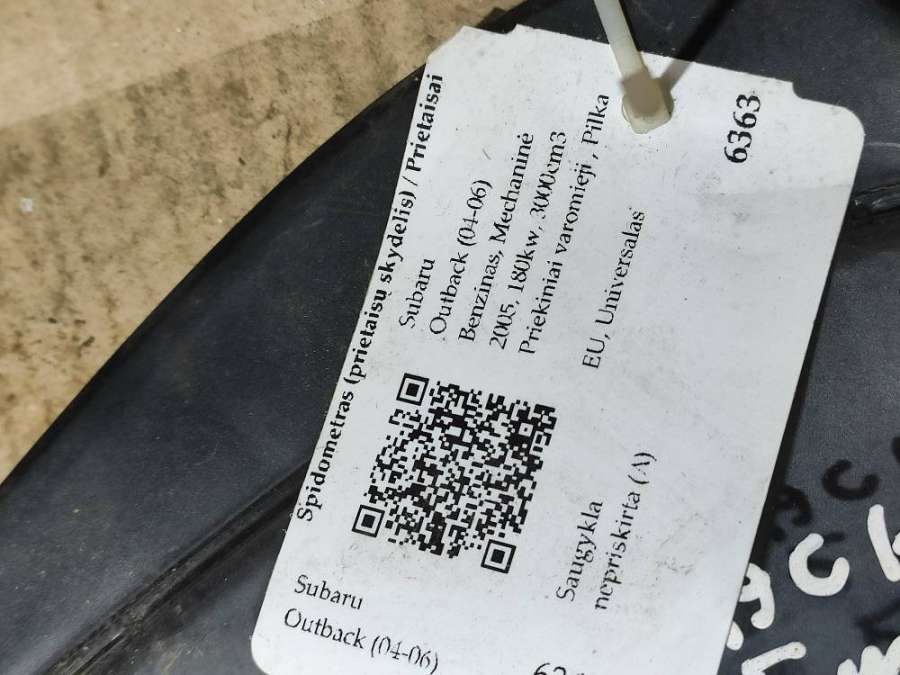 Spidometras (prietaisu skydelis) / Prietaisai
Subaru
Outback (04-06)
Benzinas, Mechaninė
2005, 180kw, 3000cm3
Priekiniai varomieji , Pilka
EU, Universalas
6363
Saugykla
nepriskirta (A)
Subaru
Outback (04-06)